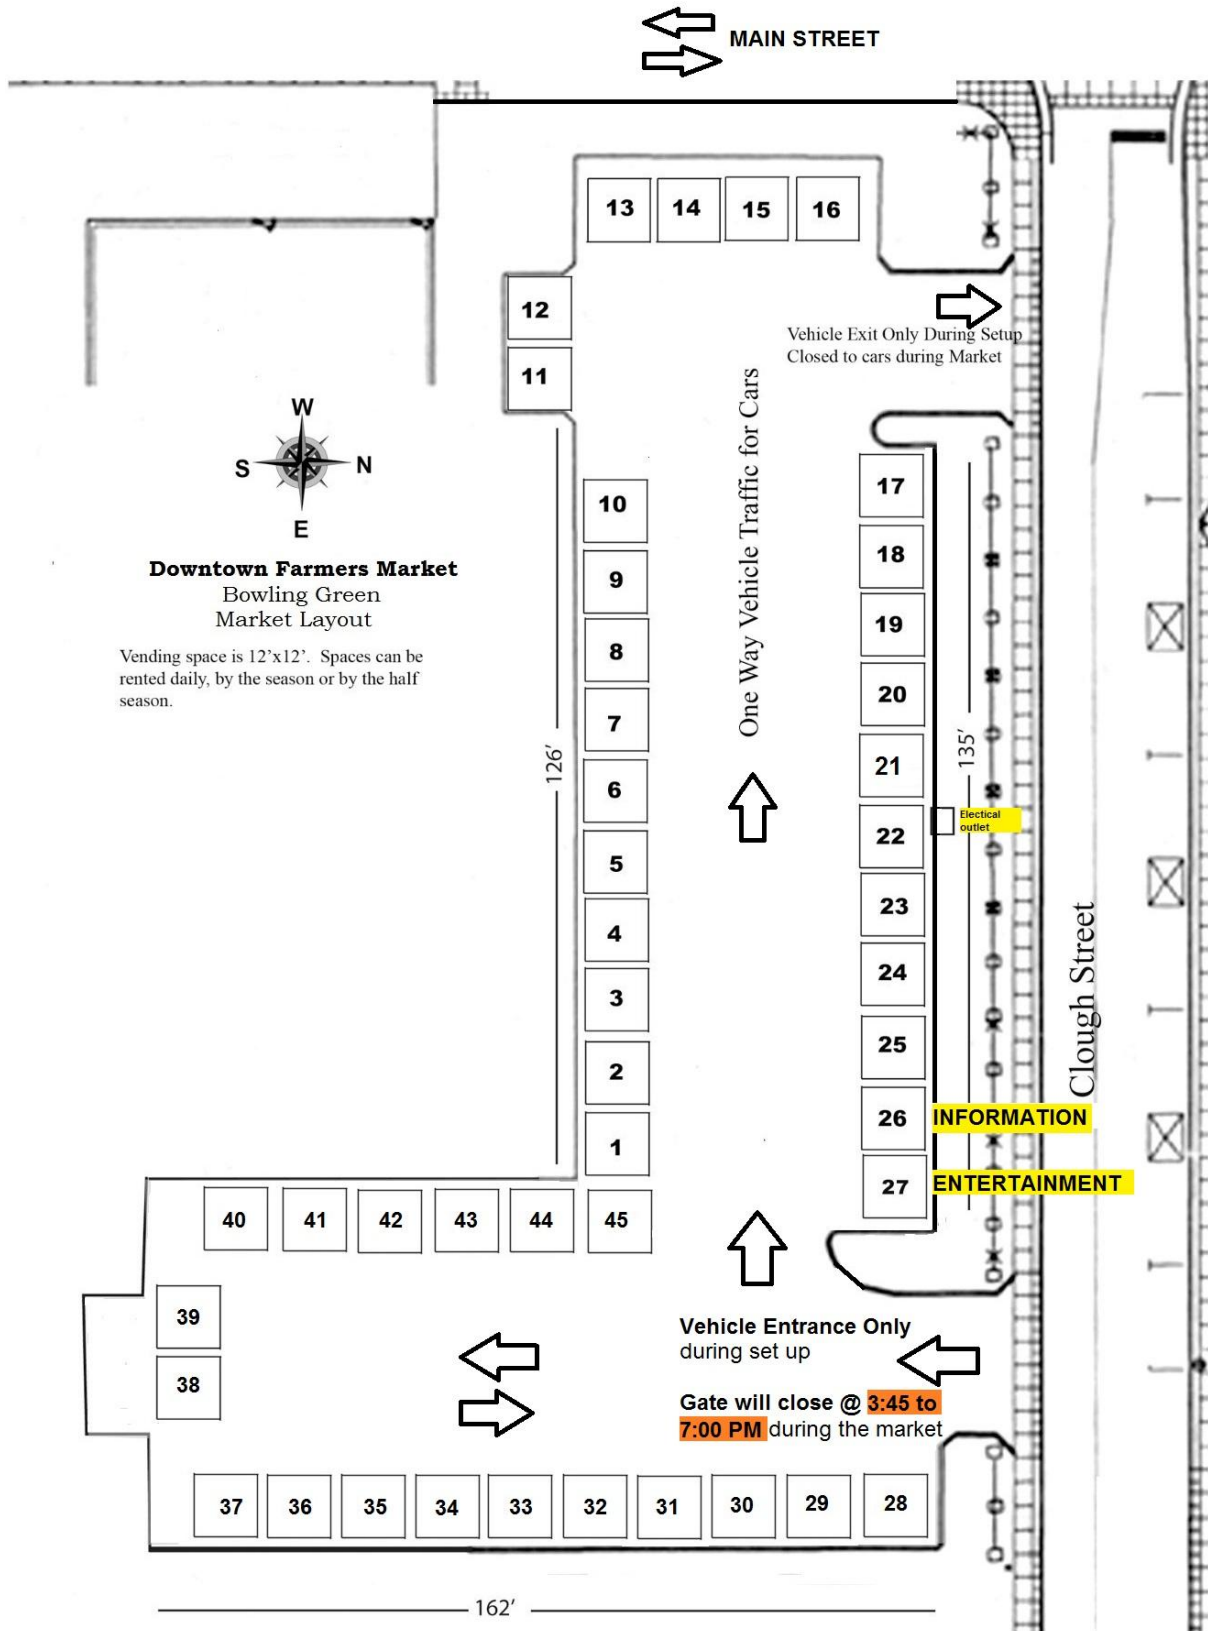 MAIN STREET
13 14 15 16
12
Vehicle Exit Only During Setup
Closed to cars during Market
11
One Way Vehicle Traffic for Cars
W
S N
E
Downtown Farmers Market
Bowling Green
Market Layout
Vending space is 12’x12’. Spaces can be
rented daily, by the season or by the half
season.
17
10
18
9
19
8
20
7
126’
135’
21
6
Electical
outlet
22
5
23
4
24
3
Clough Street
25
2
26 INFORMATION
1
27 ENTERTAINMENT
40 41 42 43 44 45
39
Vehicle Entrance Only
during set up
38
Gate will close @ 3:45 to
7:00 PM during the market
37 36 35 34 33 32 31 30 29 28
162’